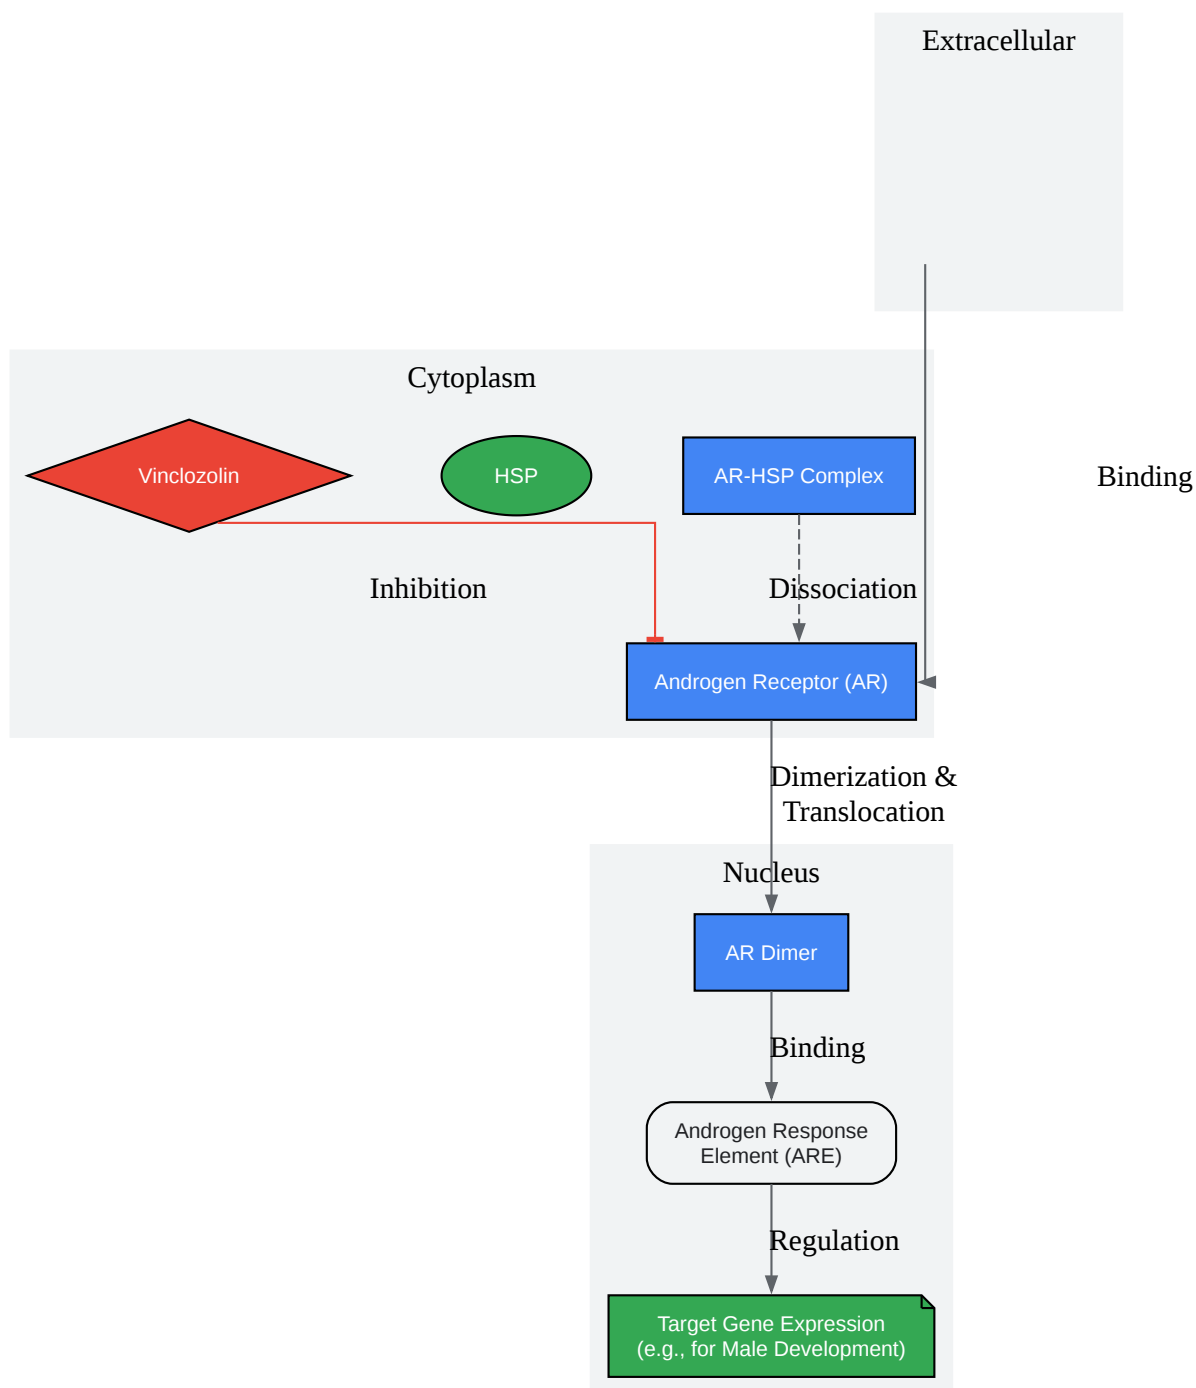 Extracellular
Cytoplasm
Vinclozolin
HSP
AR-HSP Complex
Binding
Inhibition
Dissociation
Androgen Receptor (AR)
Dimerization &
Translocation
Nucleus
AR Dimer
Binding
Androgen Response
Element (ARE)
Regulation
Target Gene Expression
(e.g., for Male Development)